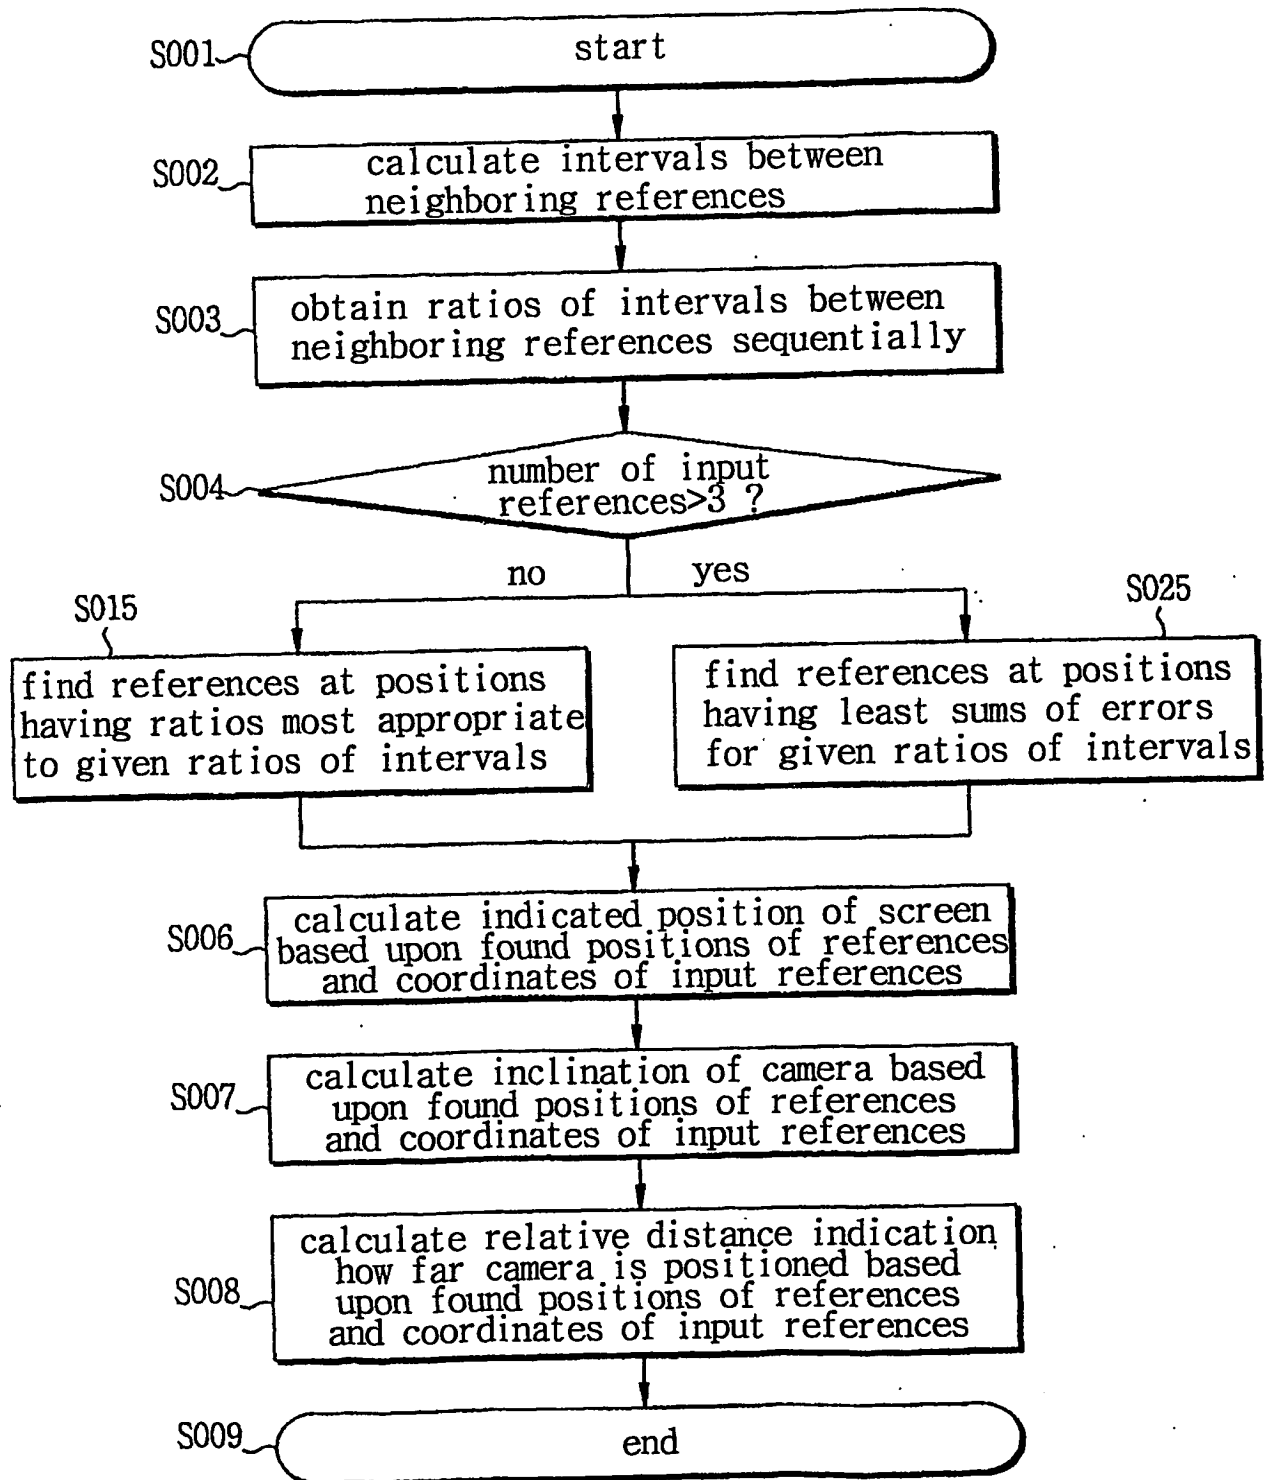 S001
start
S002
calculate intervals between
neighboring references
S003
obtain ratios of intervals between
neighboring references sequentially
S004
number of input
references>3 ?
no
yes
S015
find references at positions
having ratios most appropriate
to given ratios of intervals
S025
find references at positions
having least sums of errors
for given ratios of intervals
S006
calculate indicated position of screen
based upon found positions of references
and coordinates of input references
S007
calculate inclination of camera based
upon found positions of references
and coordinates of input references
S008
calculate relative distance indication
how far camera is positioned based
upon found positions of references
and coordinates of input references
S009
end